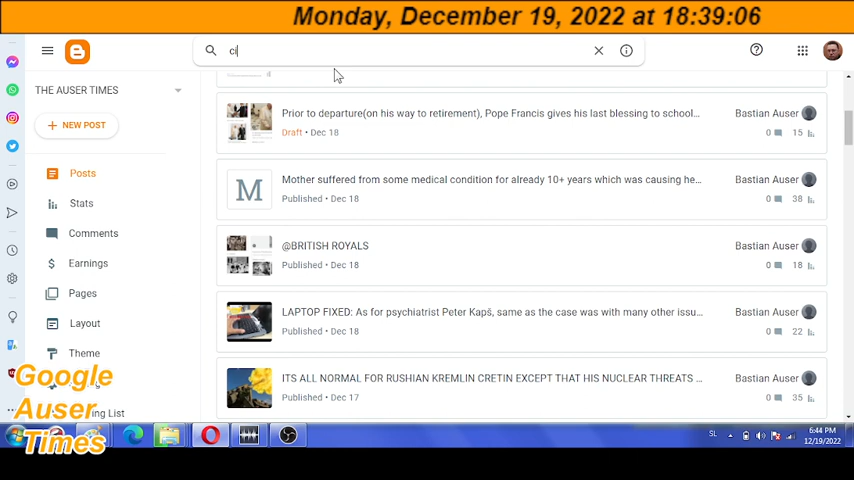 Monday, December 19, 2022 at 18:39:06
ci
THE AUSER TIMES
+ NEW POST
Posts
Stats
Comments
Earnings
Pages
Layout
Theme
Prior to departure(on his way to retirement), Pope Francis gives his last blessing to school...
Bastian Auser
Draft • Dec 18
0 15
Mother suffered from some medical condition for already 10+ years which was causing he...
Bastian Auser
Published • Dec 18
0 38
@BRITISH ROYALS
Bastian Auser
Published • Dec 18
0 18
LAPTOP FIXED: As for psychiatrist Peter Kapš, same as the case was with many other issu...
Bastian Auser
Published • Dec 18
0 22
ITS ALL NORMAL FOR RUSHIAN KREMLIN CRETIN EXCEPT THAT HIS NUCLEAR THREATS ...
Bastian Auser
Published • Dec 17
0 35
List
Google
Auser
Times
SL
6:44 PM
12/19/2022